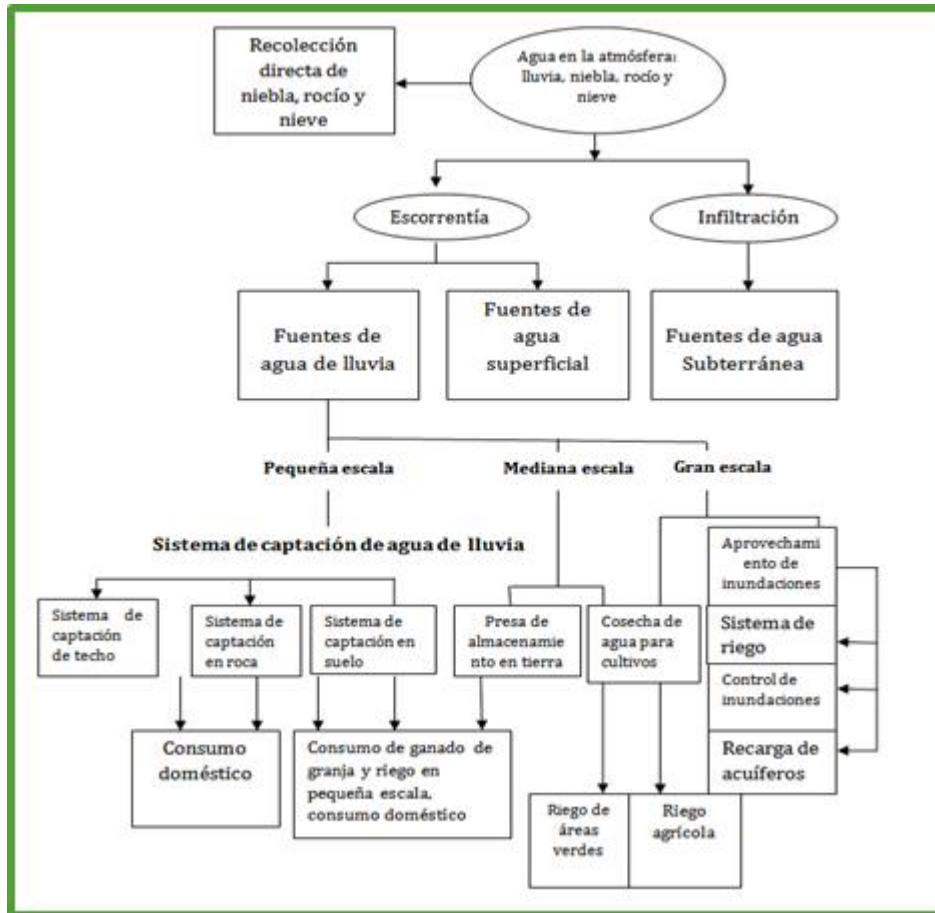 Recolección
directa de
niebla, rocío y
nieve
Agua en la atmósfera:
lluvia, niebla, rocío y
nieve
Escorrentía
Infiltración
Fuentes de
agua de lluvia
Fuentes de
agua
superficial
Fuentes de agua
Subterránea
Pequeña escala
Mediana escala
Gran escala
Sistema de captación de agua de lluvia
Sistema de
captación
de techo
Sistema de
captación
en roca
Sistema de
captación en
suelo
Presa de
almacenamie
nto en tierra
Cosecha de
agua para
cultivos
Aprovechami
ento de
inundaciones
Sistema de
riego
Control de
inundaciones
Recarga de
acuíferos
Consumo
doméstico
Consumo de ganado de
granja y riego en
pequeña escala,
consumo doméstico
Riego de
áreas
verdes
Riego
agrícola